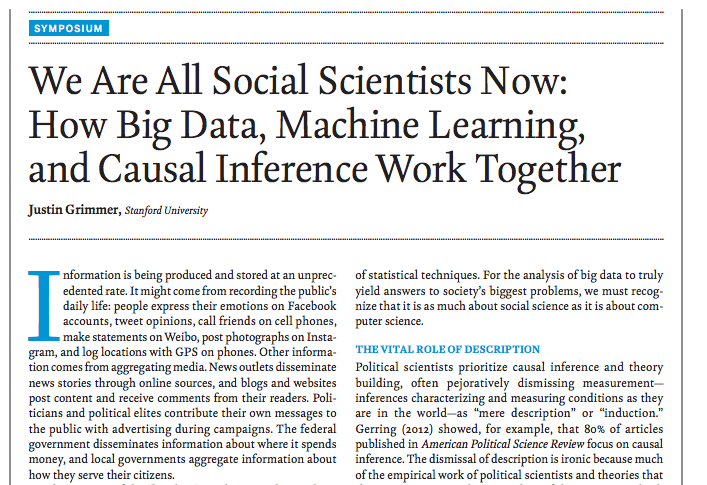 SYMPOSIUM
We Are All Social Scientists Now:
How Big Data, Machine Learning,
and Causal Inference Work Together
Justin Grimmer, Stanford University
Information is being produced and stored at an unprec-
edented rate. It might come from recording the public's
daily life: people express their emotions on Facebook
accounts, tweet opinions, call friends on cell phones,
make statements on Weibo, post photographs on Insta-
gram, and log locations with GPS on phones. Other informa-
tion comes from aggregating media. News outlets disseminate
news stories through online sources, and blogs and websites
post content and receive comments from their readers. Poli-
ticians and political elites contribute their own messages to
the public with advertising during campaigns. The federal
government disseminates information about where it spends
money, and local governments aggregate information about
how they serve their citizens.
of statistical techniques. For the analysis of big data to truly
yield answers to society's biggest problems, we must recog-
nize that it is as much about social science as it is about com-
puter science.
THE VITAL ROLE OF DESCRIPTION
Political scientists prioritize causal inference and theory
building, often pejoratively dismissing measurement—
inferences characterizing and measuring conditions as they
are in the world—as "mere description" or "induction."
Gerring (2012) showed, for example, that 80% of articles
published in American Political Science Review focus on causal
inference. The dismissal of description is ironic because much
of the empirical work of political scientists and theories that